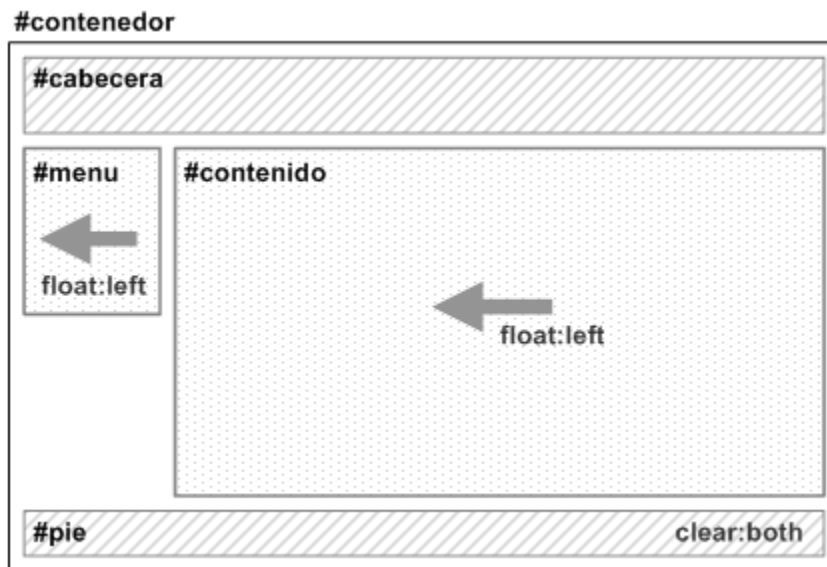 #contenedor
#cabecera
#menu
float:left
#contenido
float:left
#pie clear:both